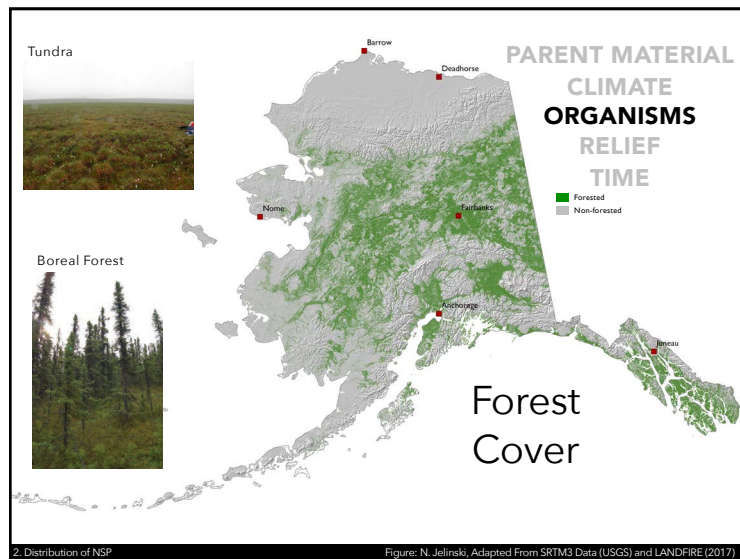 Tundra
Barrow
Deadhorse
PARENT MATERIAL
CLIMATE
ORGANISMS
RELIEF
TIME
Forested
Non-forested
Nome
Fairbanks
Boreal Forest
Anchorage
Juneau
Forest
Cover
2. Distribution of NSP
Figure: N. Jelinski, Adapted From SRTM3 Data (USGS) and LANDFIRE (2017)